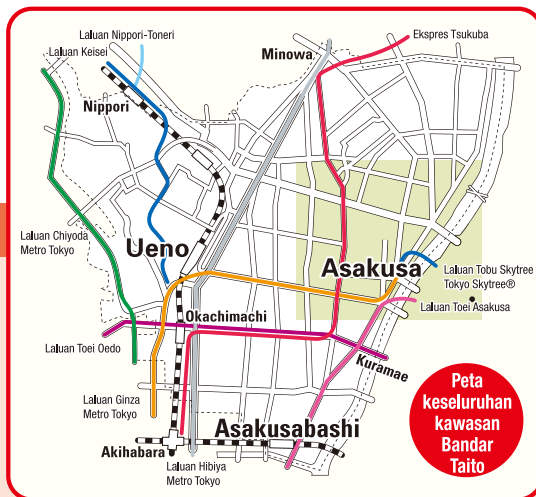 Laluan Nippori-Toneri
Laluan Keisei
Minowa
Ekspres Tsukuba
Nippori
Laluan Chiyoda
Metro Tokyo
Ueno
Asakusa
Laluan Tobu Skytree
Tokyo Skytree®
Laluan Toei Asakusa
Okachimachi
Laluan Toei Oedo
Kuramae
Laluan Ginza
Metro Tokyo
Asakusabashi
Akihabara
Laluan Hibiya
Metro Tokyo
Peta
keseluruhan
kawasan
Bandar
Taito